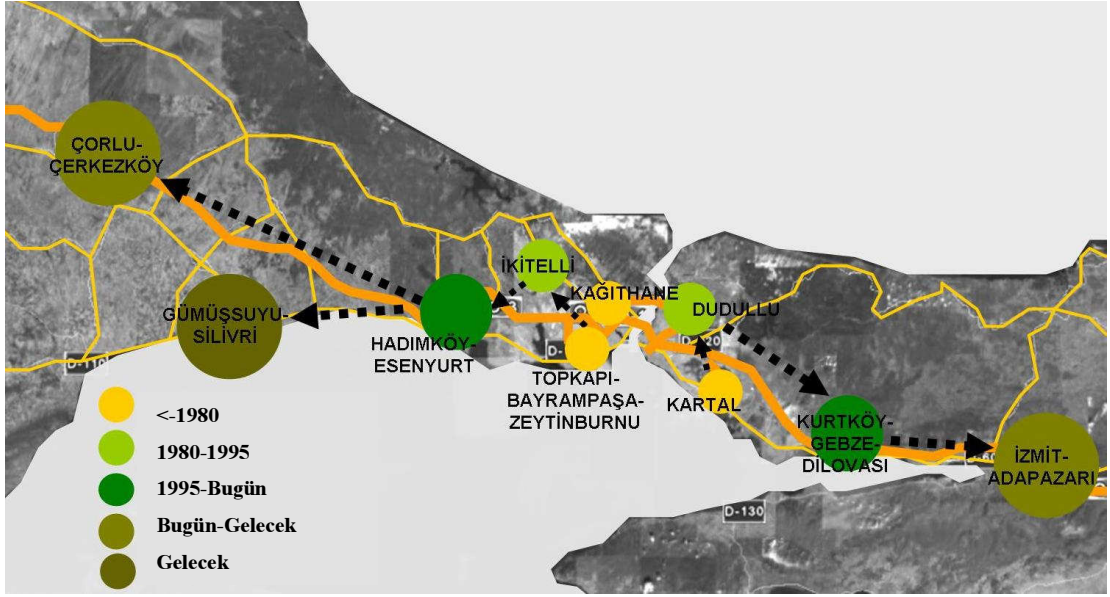 ÇORLU-
ÇERKEZKÖY
GÜMÜŞSUYU-
SİLİVRİ
HADIMKÖY-
ESENYURT
İKİTELLİ
KAĞITHANE
DUDULLU
TOPKAPI-
BAYRAMPAŞA-
ZEYTİNBURNU
KARTAL
KURTKÖY-
GEBZE-
DİLOVASI
İZMİT-
ADAPAZARI
D-110
D-130
<-1980
1980-1995
1995-Bugün
Bugün-Gelecek
Gelecek